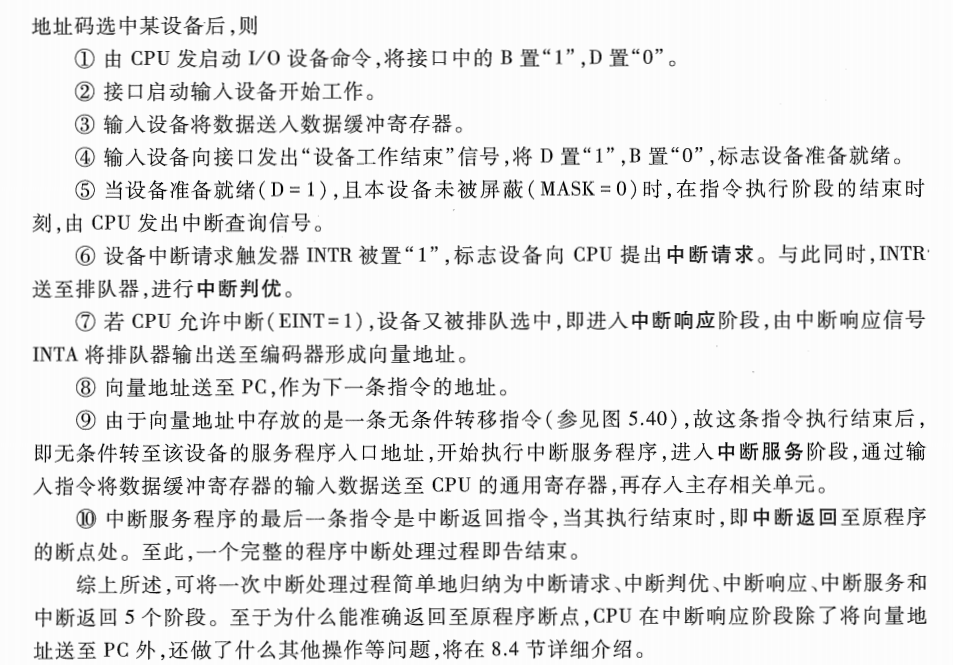 地址码选中某设备后,则
① 由 CPU 发启动 I/O 设备命令,将接口中的 B 置“1”,D 置“0”。
② 接口启动输入设备开始工作。
③ 输入设备将数据送入数据缓冲寄存器。
④ 输入设备向接口发出“设备工作结束”信号,将 D 置“1”,B 置“0”,标志设备准备就绪。
⑤ 当设备准备就绪(D = 1),且本设备未被屏蔽(MASK = 0)时,在指令执行阶段的结束时
刻,由 CPU 发出中断查询信号。
⑥ 设备中断请求触发器 INTR 被置“1”,标志设备向 CPU 提出中断请求。与此同时,INTR
送至排队器,进行中断判优。
⑦ 若 CPU 允许中断(EINT = 1),设备又被排队选中,即进入中断响应阶段,由中断响应信号
INTA 将排队器输出送至编码器形成向量地址。
⑧ 向量地址送至 PC,作为下一条指令的地址。
⑨ 由于向量地址中存放的是一条无条件转移指令(参见图 5.40),故这条指令执行结束后,
即无条件转至该设备的服务程序入口地址,开始执行中断服务程序,进入中断服务阶段,通过输
入指令将数据缓冲寄存器的输入数据送至 CPU 的通用寄存器,再存入主存相关单元。
⑩ 中断服务程序的最后一条指令是中断返回指令,当其执行结束时,即中断返回至原程序
的断点处。至此,一个完整的程序中断处理过程即告结束。
综上所述,可将一次中断处理过程简单地归纳为中断请求、中断判优、中断响应、中断服务和
中断返回 5 个阶段。至于为什么能准确返回至原程序断点,CPU 在中断响应阶段除了将向量地
址送至 PC 外,还做了什么其他操作等问题,将在 8.4 节详细介绍。